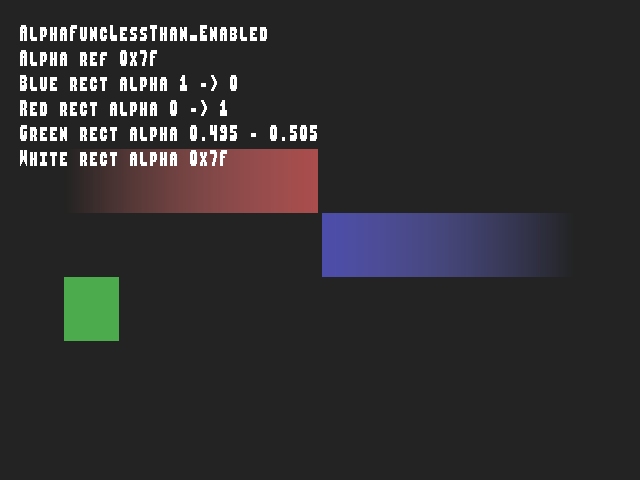 AlphaFuncLessThan_Enabled
Alpha ref 0x7f
Blue rect alpha 1 -> 0
Red rect alpha 0 -> 1
Green rect alpha 0.495 - 0.505
White rect alpha 0x7f